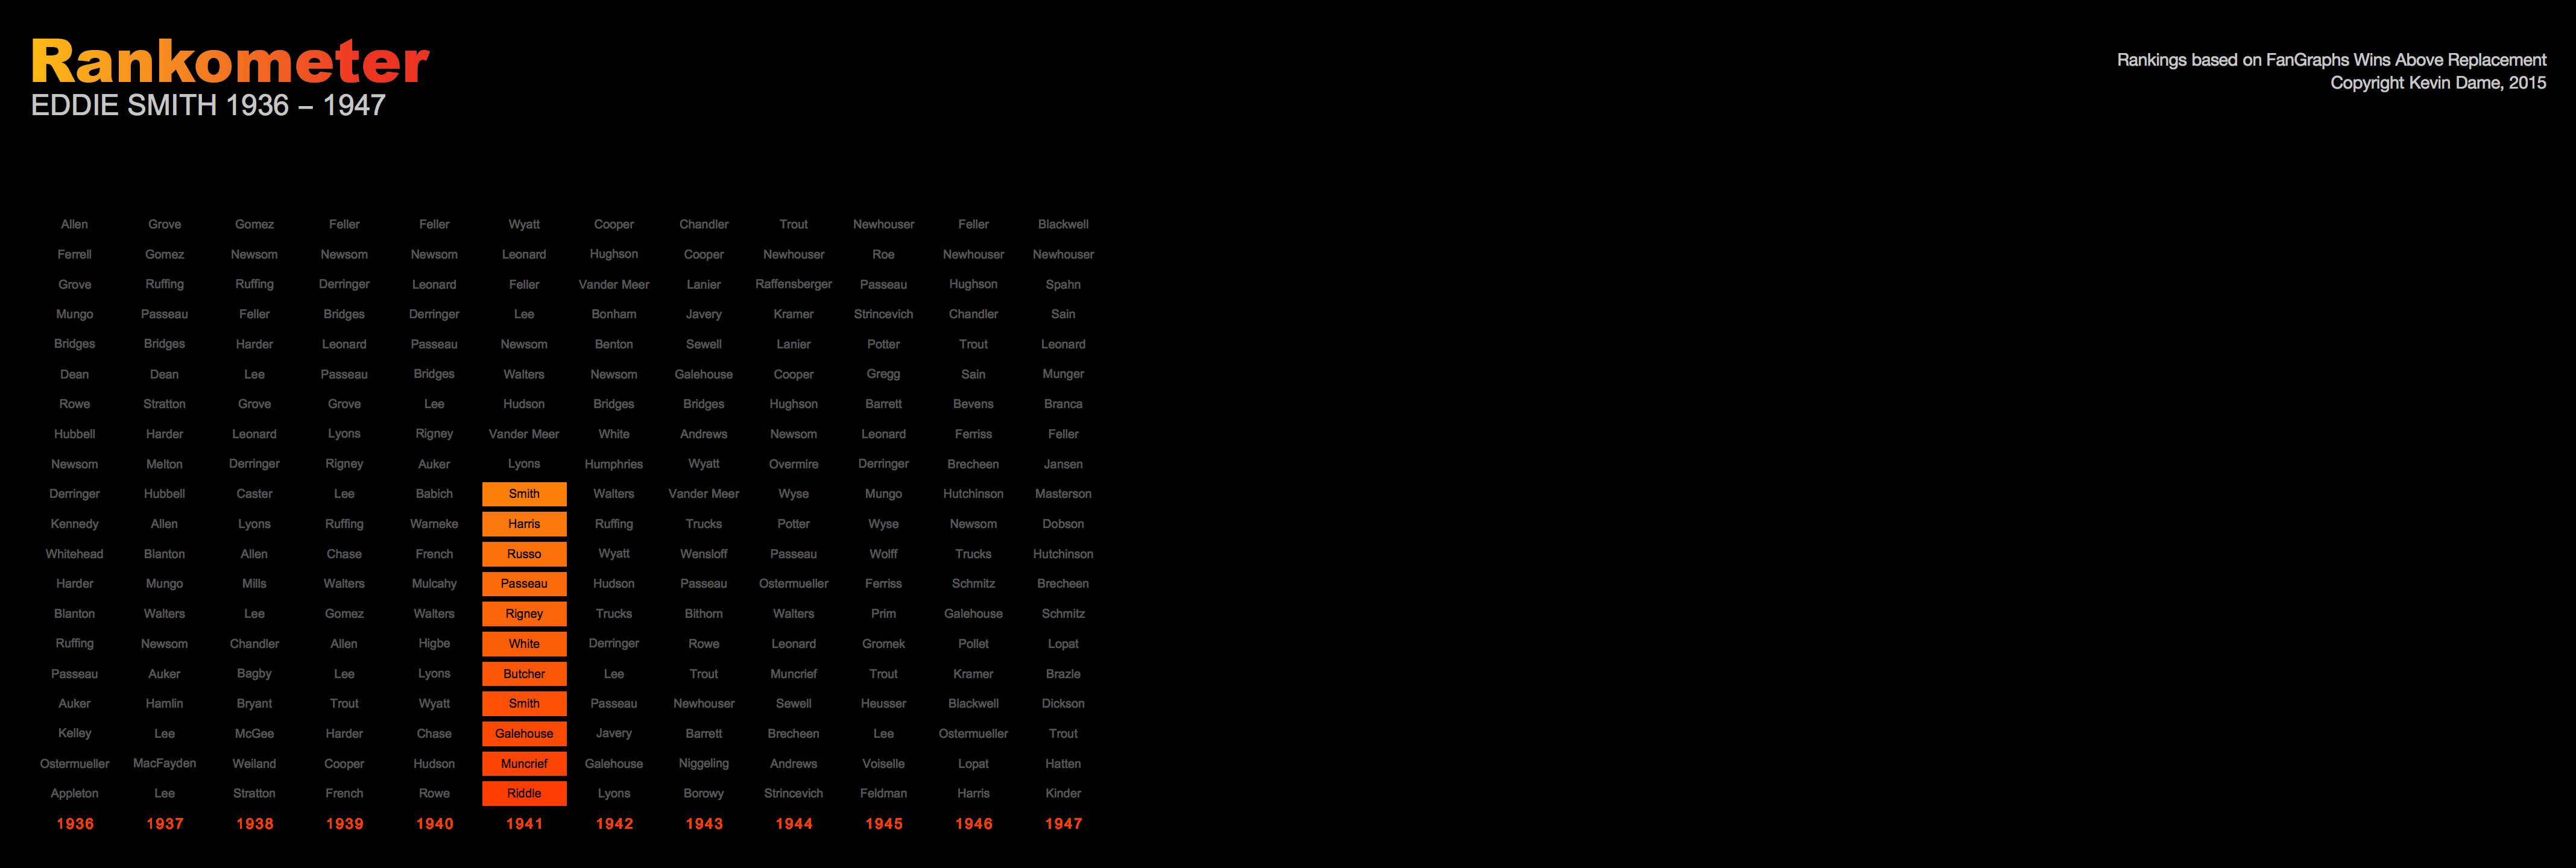 Rankometer
EDDIE SMITH 1936 – 1947
Rankings based on FanGraphs Wins Above Replacement
Copyright Kevin Dame, 2015
Allen Grove Gomez Feller Feller Wyatt Cooper Chandler Trout Newhouser Feller Blackwell
Ferrell Gomez Newsom Newsom Newsom Leonard Hughson Cooper Newhouser Roe Newhouser Newhouser
Grove Ruffing Ruffing Derringer Leonard Feller Vander Meer Lanier Raffensberger Passeau Hughson Spahn
Mungo Passeau Feller Bridges Derringer Lee Bonham Javery Kramer Strincevich Chandler Sain
Bridges Bridges Harder Leonard Passeau Newsom Benton Sewell Lanier Potter Trout Leonard
Dean Dean Lee Passeau Bridges Walters Newsom Galehouse Cooper Gregg Sain Munger
Rowe Stratton Grove Grove Lee Hudson Bridges Bridges Hughson Barrett Bevens Branca
Hubbell Harder Leonard Lyons Rigney Vander Meer White Andrews Newsom Leonard Ferriss Feller
Newsom Melton Derringer Rigney Auker Lyons Humphries Wyatt Overmire Derringer Brecheen Jansen
Derringer Hubbell Caster Lee Babich Smith Walters Vander Meer Wyse Mungo Hutchinson Masterson
Kennedy Allen Lyons Ruffing Warneke Harris Ruffing Trucks Potter Wyse Newsom Dobson
Whitehead Blanton Allen Chase French Russo Wyatt Wensloff Passeau Wolff Trucks Hutchinson
Harder Mungo Mills Walters Mulcahy Passeau Hudson Passeau Ostermueller Ferriss Schmitz Brecheen
Blanton Walters Lee Gomez Walters Rigney Trucks Bithorn Walters Prim Galehouse Schmitz
Ruffing Newsom Chandler Allen Higbe White Derringer Rowe Leonard Gromek Pollet Lopat
Passeau Auker Bagby Lee Lyons Butcher Lee Trout Muncrief Trout Kramer Brazle
Auker Hamlin Bryant Trout Wyatt Smith Passeau Newhouser Sewell Heusser Blackwell Dickson
Kelley Lee McGee Harder Chase Galehouse Javery Barrett Brecheen Lee Ostermueller Trout
Ostermueller MacFayden Weiland Cooper Hudson Muncrief Galehouse Niggeling Andrews Voiselle Lopat Hatten
Appleton Lee Stratton French Rowe Riddle Lyons Borowy Strincevich Feldman Harris Kinder
1936 1937 1938 1939 1940 1941 1942 1943 1944 1945 1946 1947